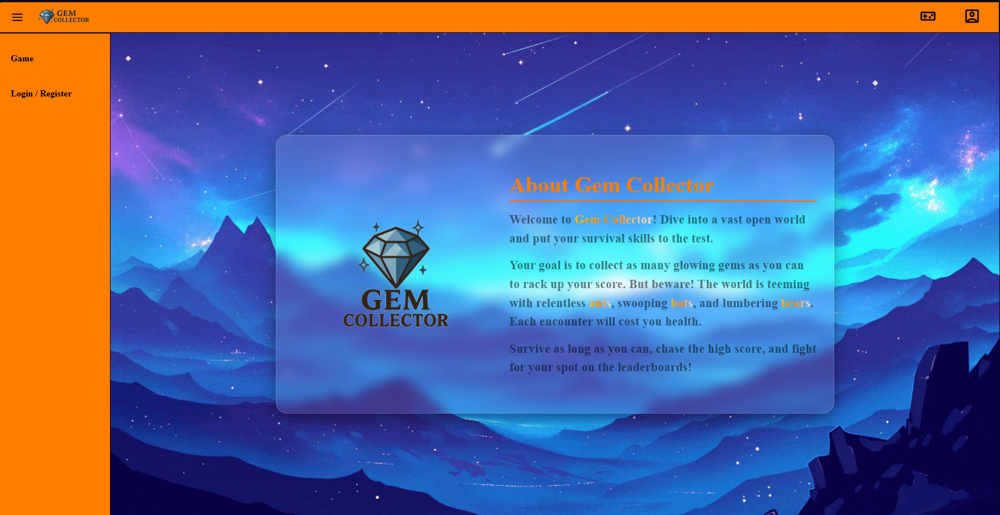 GEM
COLLECTOR
Game
Login / Register
About Gem Collector
Welcome to Gem Collector! Dive into a vast open world
and put your survival skills to the test.
Your goal is to collect as many glowing gems as you can
to rack up your score. But beware! The world is teeming
with relentless ants, swooping bats, and lumbering bears.
Each encounter will cost you health.
Survive as long as you can, chase the high score, and fight
for your spot on the leaderboards!
GEM
COLLECTOR